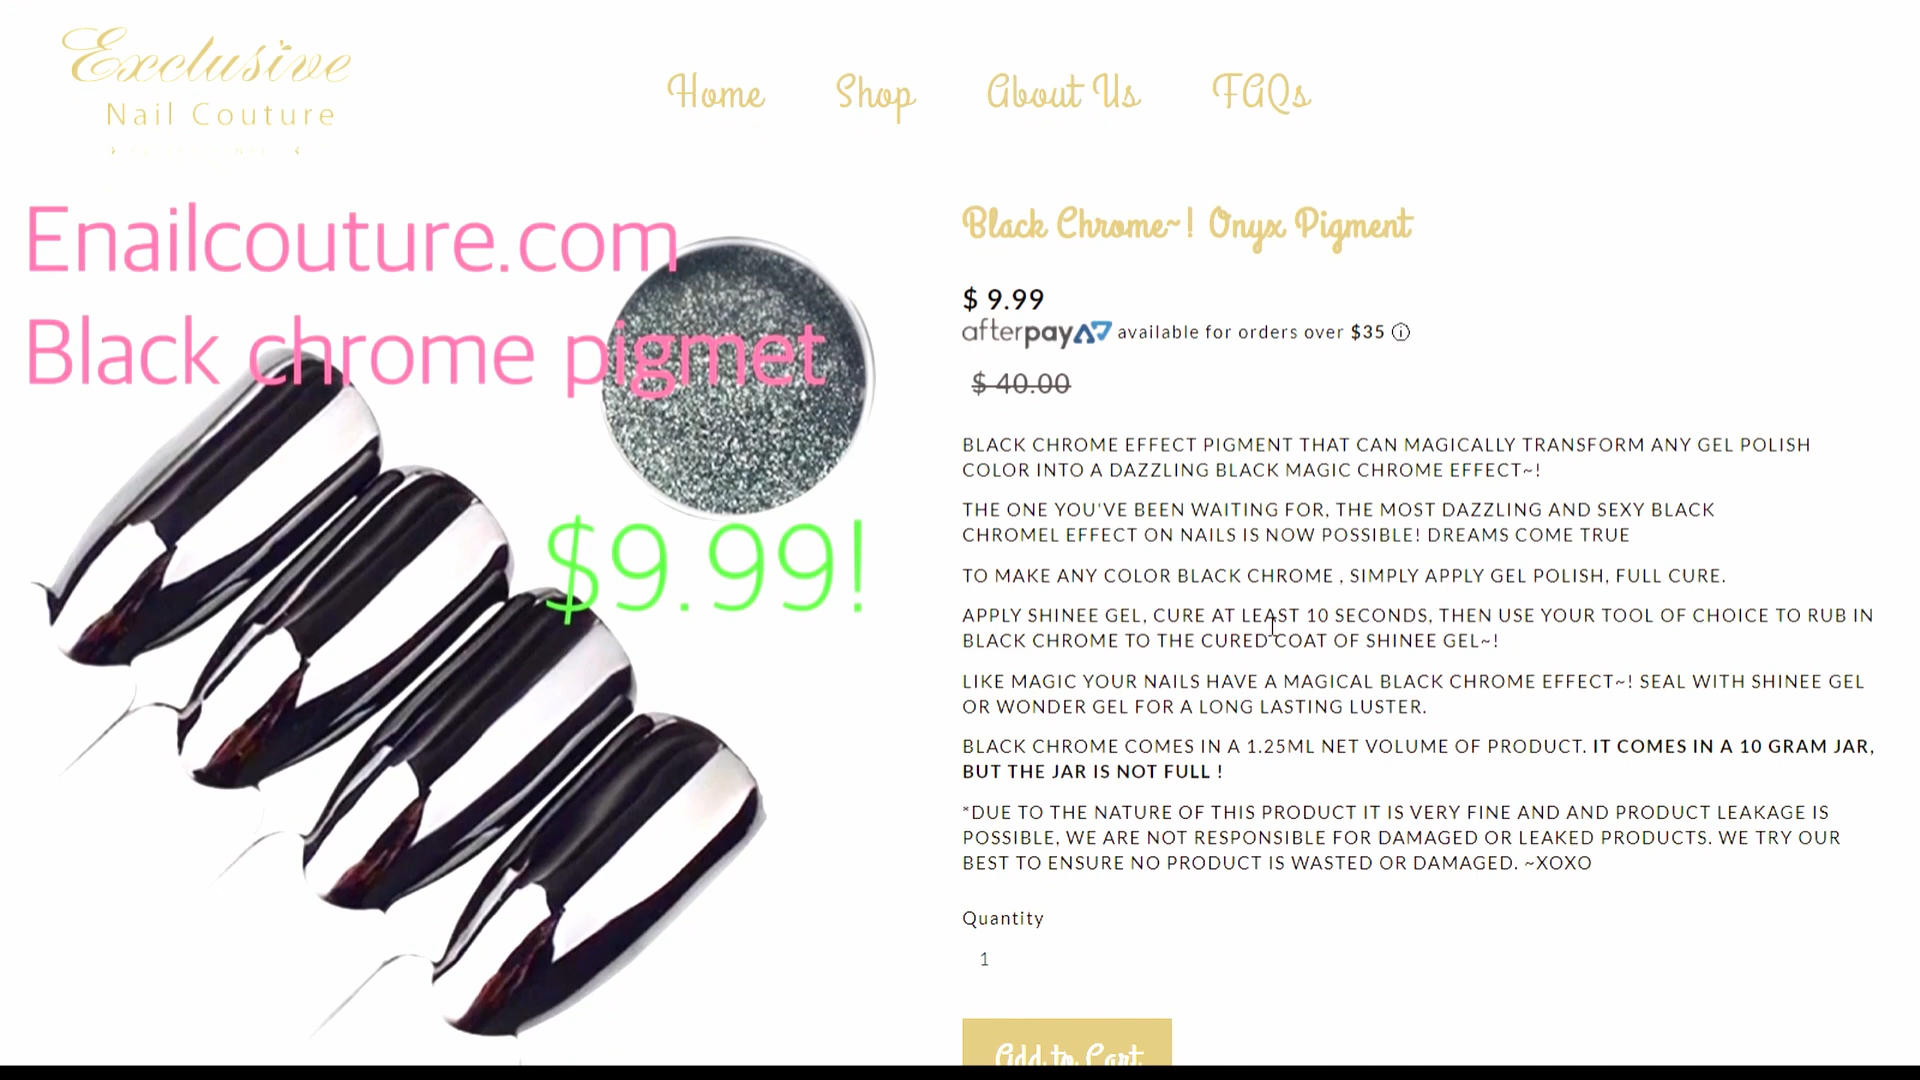 Exclusive
Nail Couture
Home Shop About Us FAQs
Enailcouture.com
Black chrome pigmet
$9.99!
Black Chrome~! Onyx Pigment
$ 9.99
afterpay available for orders over $35
$ 40.00
BLACK CHROME EFFECT PIGMENT THAT CAN MAGICALLY TRANSFORM ANY GEL POLISH
COLOR INTO A DAZZLING BLACK MAGIC CHROME EFFECT~!
THE ONE YOU'VE BEEN WAITING FOR, THE MOST DAZZLING AND SEXY BLACK
CHROMEL EFFECT ON NAILS IS NOW POSSIBLE! DREAMS COME TRUE
TO MAKE ANY COLOR BLACK CHROME , SIMPLY APPLY GEL POLISH, FULL CURE.
APPLY SHINEE GEL, CURE AT LEAST 10 SECONDS, THEN USE YOUR TOOL OF CHOICE TO RUB IN
BLACK CHROME TO THE CURED COAT OF SHINEE GEL~!
LIKE MAGIC YOUR NAILS HAVE A MAGICAL BLACK CHROME EFFECT~! SEAL WITH SHINEE GEL
OR WONDER GEL FOR A LONG LASTING LUSTER.
BLACK CHROME COMES IN A 1.25ML NET VOLUME OF PRODUCT. IT COMES IN A 10 GRAM JAR,
BUT THE JAR IS NOT FULL !
*DUE TO THE NATURE OF THIS PRODUCT IT IS VERY FINE AND AND PRODUCT LEAKAGE IS
POSSIBLE, WE ARE NOT RESPONSIBLE FOR DAMAGED OR LEAKED PRODUCTS. WE TRY OUR
BEST TO ENSURE NO PRODUCT IS WASTED OR DAMAGED. ~XOXO
Quantity
1
Add to Cart